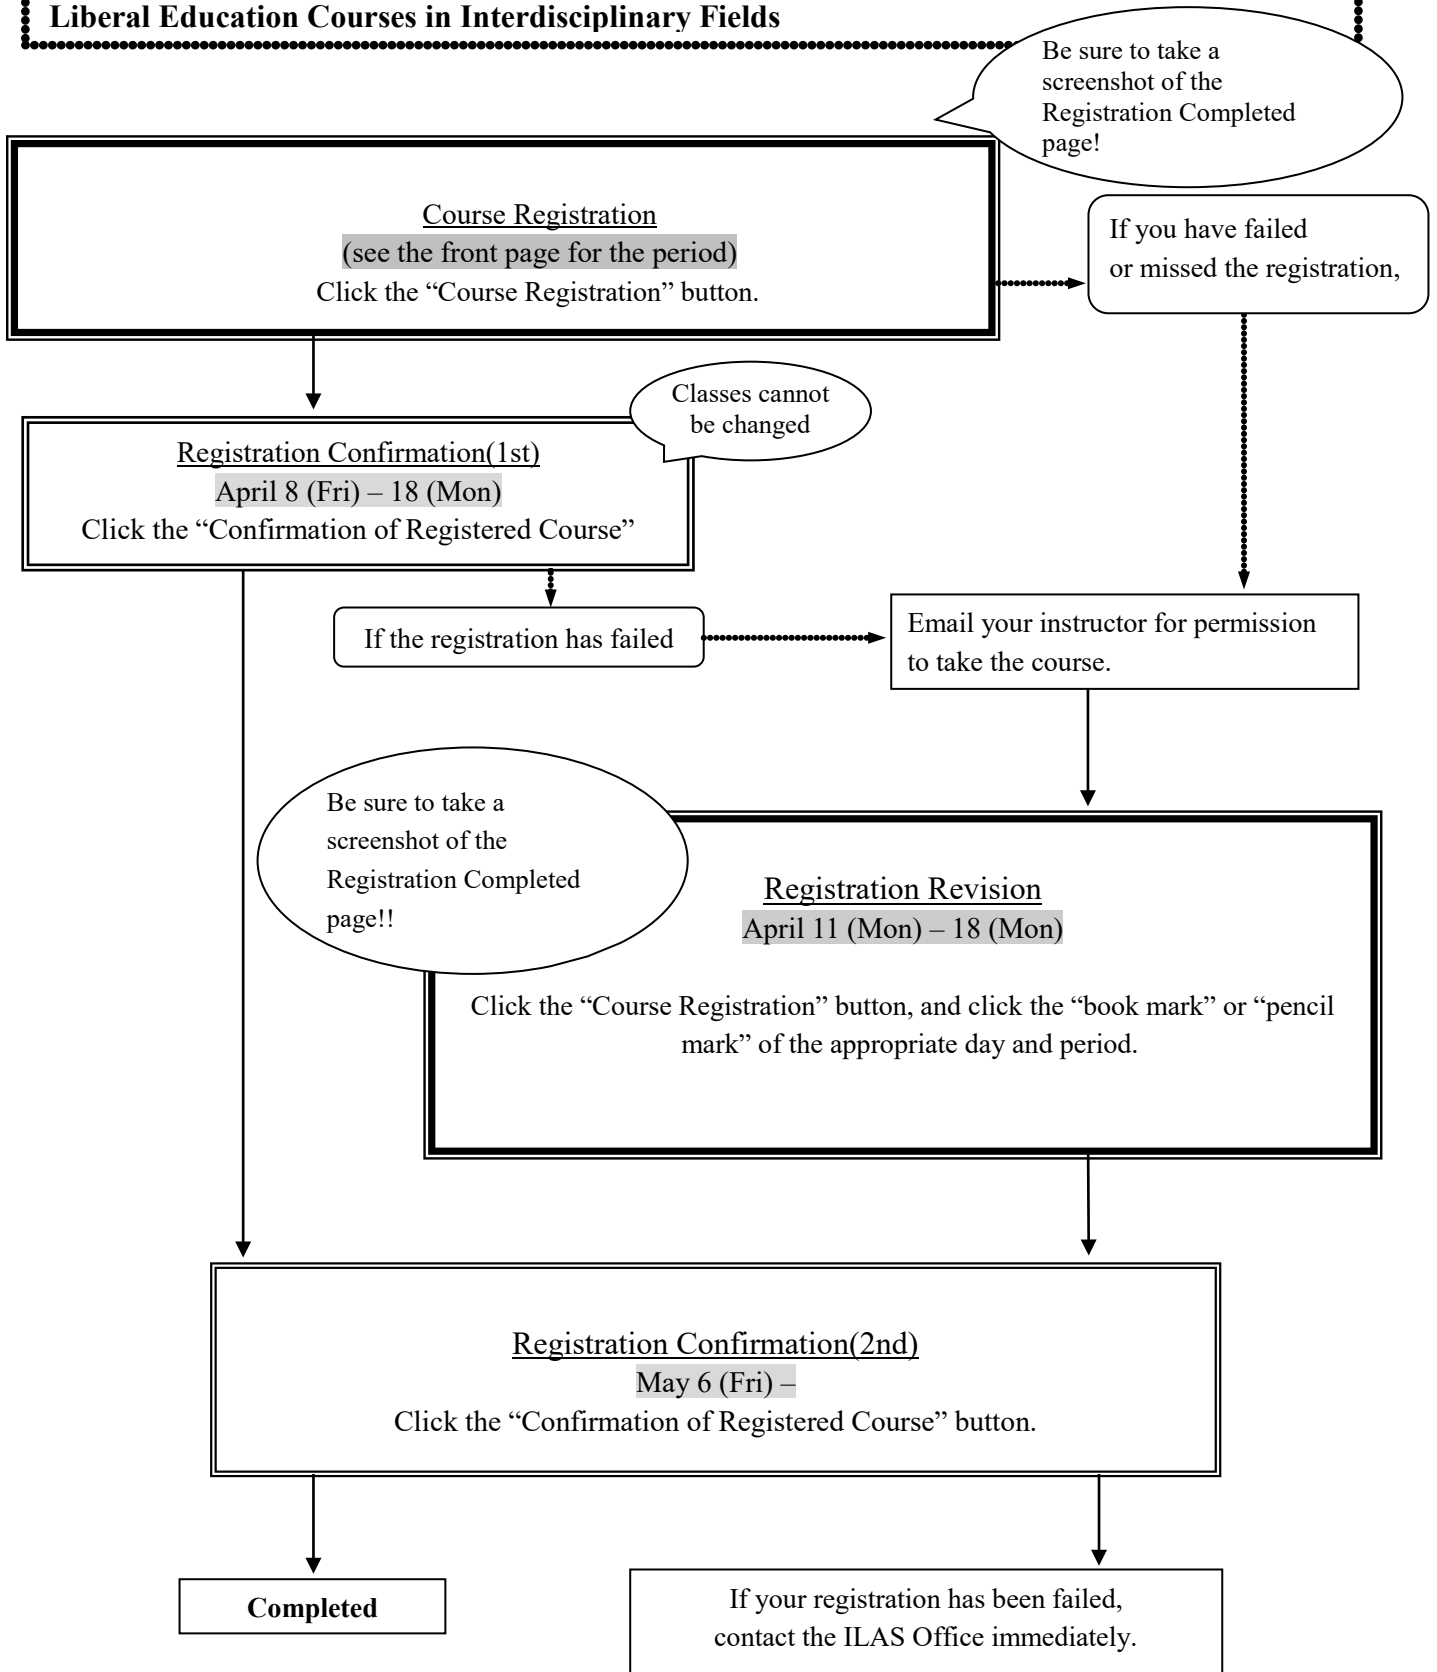 Liberal Education Courses in Interdisciplinary Fields
Be sure to take a
screenshot of the
Registration Completed
page!
Course Registration
(see the front page for the period)
Click the “Course Registration” button.
If you have failed
or missed the registration,
Classes cannot
be changed
Registration Confirmation(1st)
April 8 (Fri) – 18 (Mon)
Click the “Confirmation of Registered Course”
If the registration has failed
Email your instructor for permission
to take the course.
Be sure to take a
screenshot of the
Registration Completed
page!!
Registration Revision
April 11 (Mon) – 18 (Mon)
Click the “Course Registration” button, and click the “book mark” or “pencil
mark” of the appropriate day and period.
Registration Confirmation(2nd)
May 6 (Fri) –
Click the “Confirmation of Registered Course” button.
Completed
If your registration has been failed,
contact the ILAS Office immediately.